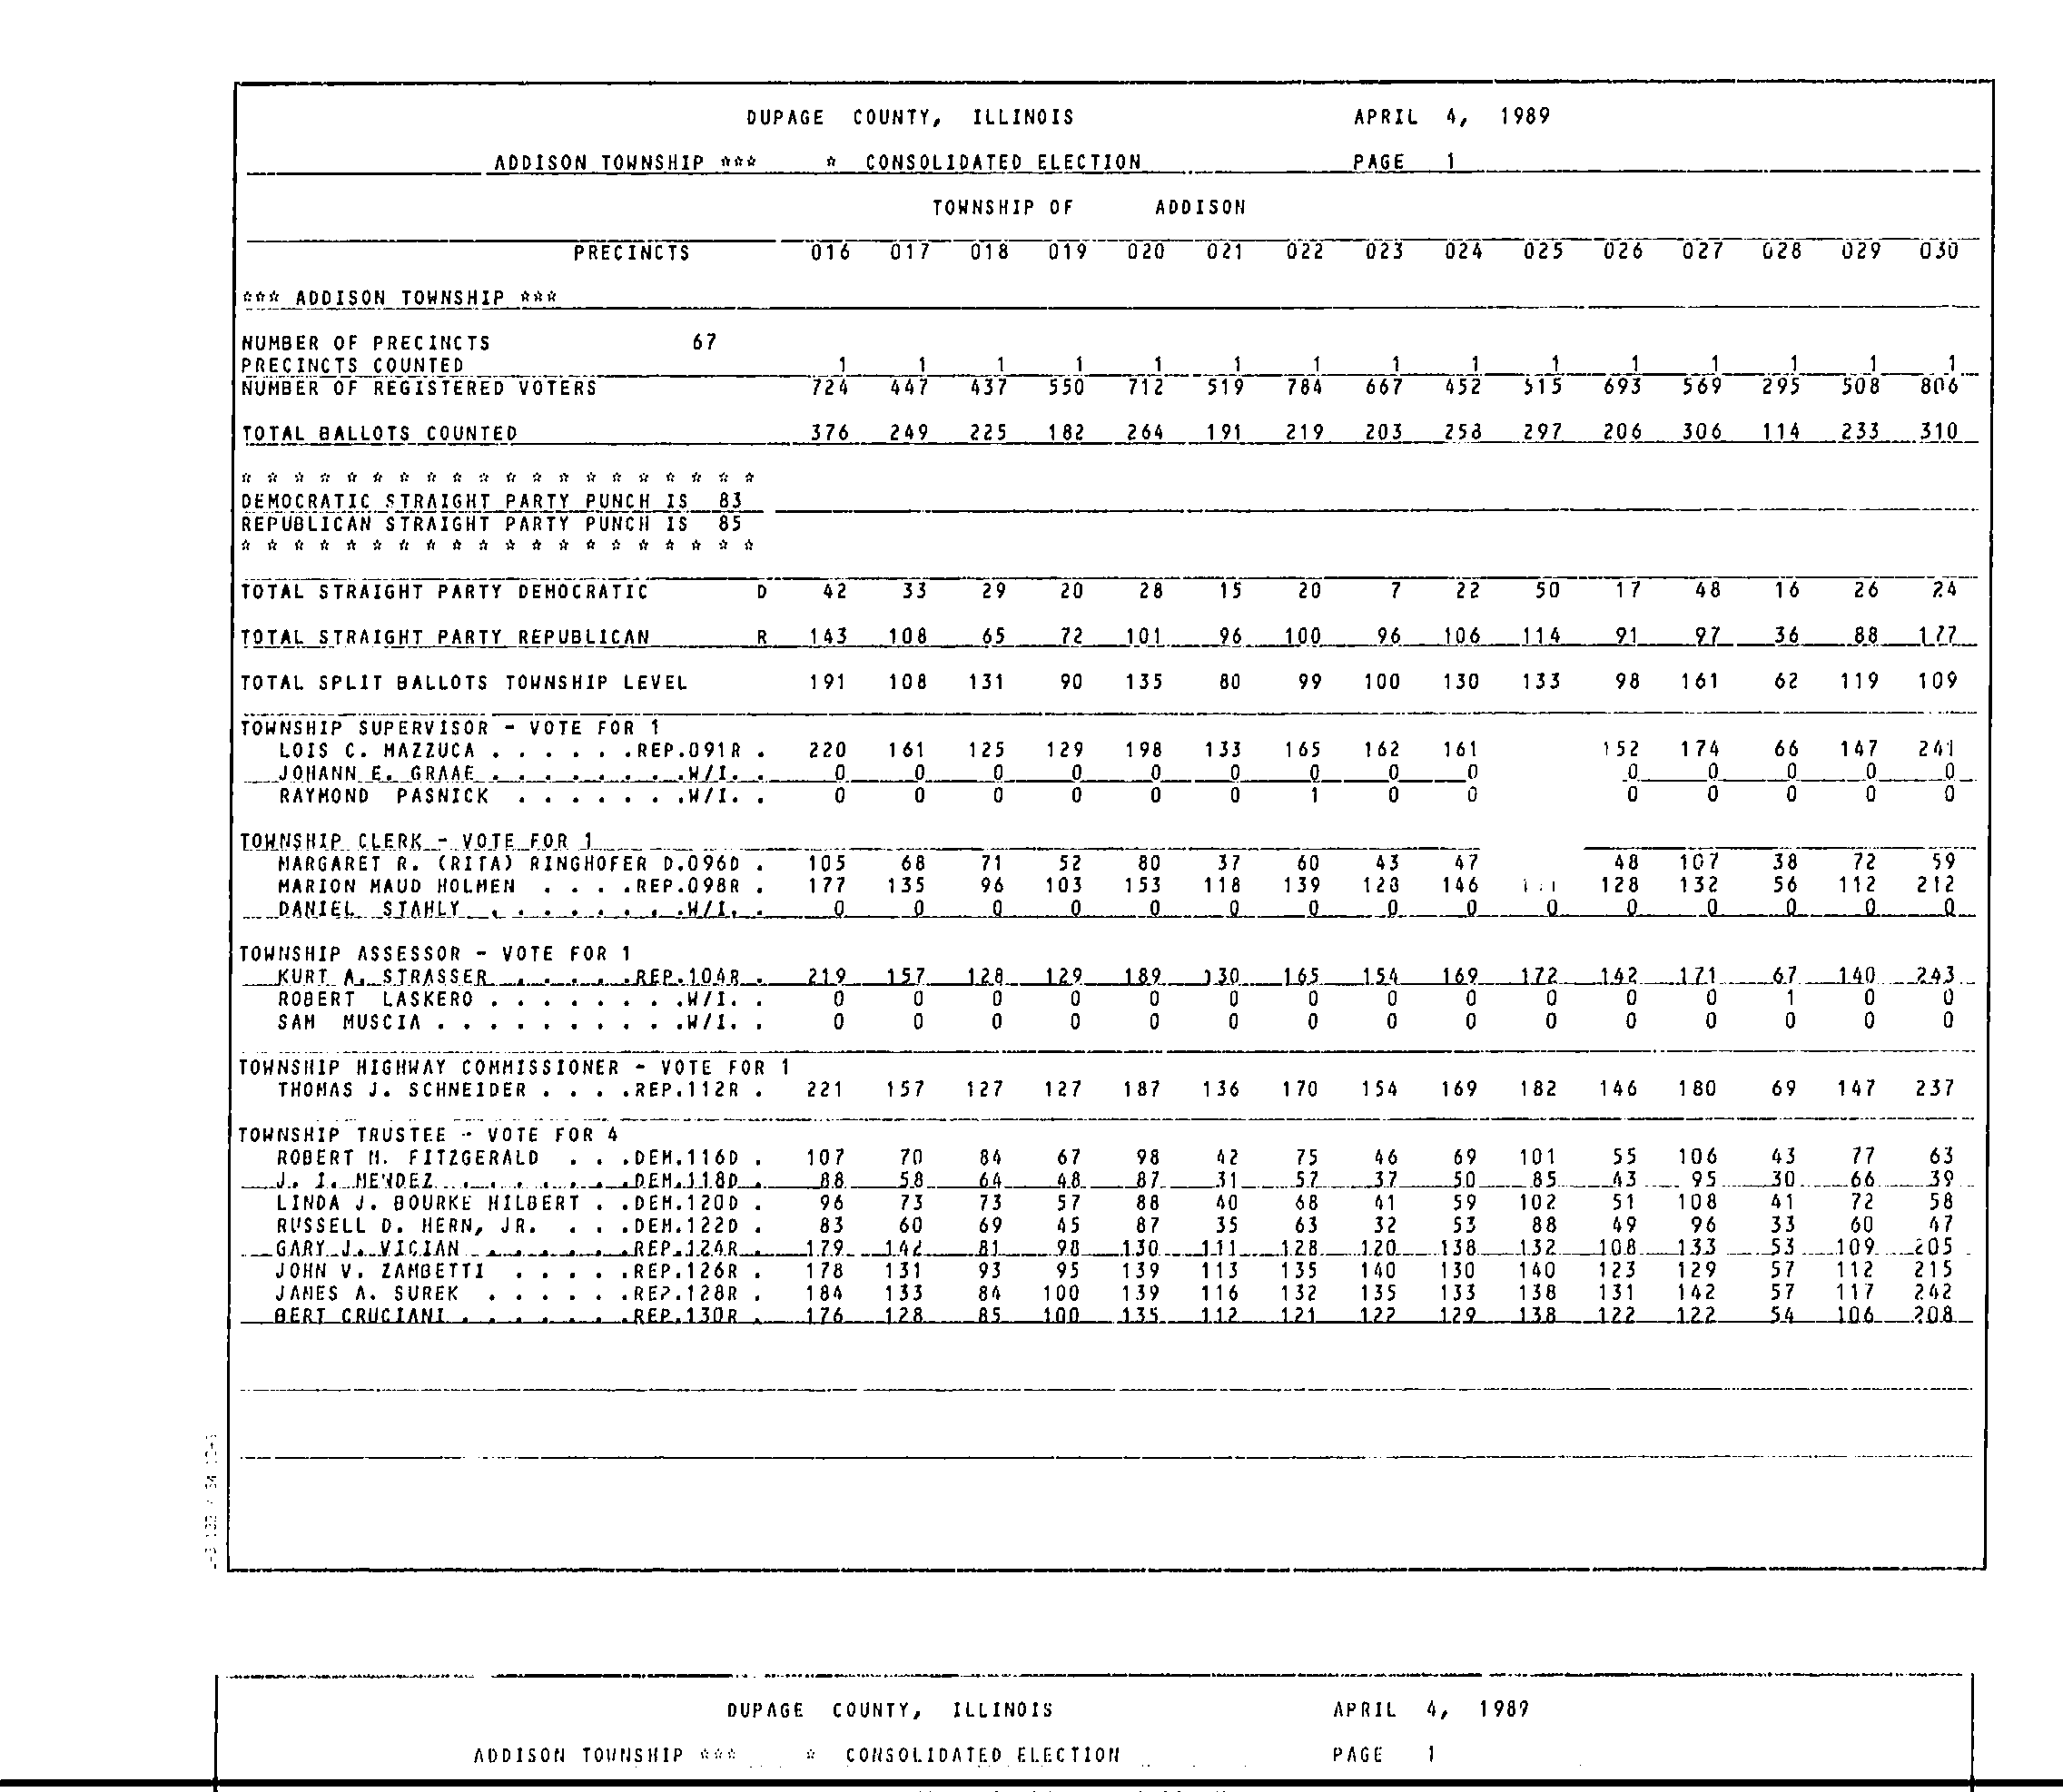 DUPAGE COUNTY, ILLINOIS APRIL 4, 1989
ADDISON TOWNSHIP *** * CONSOLIDATED ELECTION PAGE 1
TOWNSHIP OF ADDISON
PRECINCTS 016 017 018 019 020 021 022 023 024 025 026 027 028 029 030
*** ADDISON TOWNSHIP ***
NUMBER OF PRECINCTS 67
PRECINCTS COUNTED 1 1 1 1 1 1 1 1 1 1 1 1 1 1 1
NUMBER OF REGISTERED VOTERS 724 447 437 550 712 519 784 667 452 515 693 569 295 508 806
TOTAL BALLOTS COUNTED 376 249 225 182 264 191 219 203 258 297 206 306 114 233 310
* * * * * * * * * * * * * * * * * * * *
DEMOCRATIC STRAIGHT PARTY PUNCH IS 83
REPUBLICAN STRAIGHT PARTY PUNCH IS 85
* * * * * * * * * * * * * * * * * * * *
TOTAL STRAIGHT PARTY DEMOCRATIC D 42 33 29 20 28 15 20 7 22 50 17 48 16 26 24
TOTAL STRAIGHT PARTY REPUBLICAN R 143 108 65 72 101 96 100 96 106 114 91 97 36 88 177
TOTAL SPLIT BALLOTS TOWNSHIP LEVEL 191 108 131 90 135 80 99 100 130 133 98 161 62 119 109
TOWNSHIP SUPERVISOR - VOTE FOR 1
LOIS C. MAZZUCA . . . . . .REP.091R . 220 161 125 129 198 133 165 162 161 152 174 66 147 241
JOHANN E. GRAAE . . . . . . . .W/I. . 0 0 0 0 0 0 0 0 0 0 0 0 0 0
RAYMOND PASNICK . . . . . . .W/I. . 0 0 0 0 0 0 1 0 0 0 0 0 0 0
TOWNSHIP CLERK - VOTE FOR 1
MARGARET R. (RITA) RINGHOFER D.096D . 105 68 71 52 80 37 60 43 47 48 107 38 72 59
MARION MAUD HOLMEN . . . .REP.098R . 177 135 96 103 153 118 139 128 146 128 132 56 112 212
DANIEL STAHLY . . . . . . . .W/I. . 0 0 0 0 0 0 0 0 0 0 0 0 0 0 0
TOWNSHIP ASSESSOR - VOTE FOR 1
KURT A. STRASSER . . . . . .REP.104R . 219 157 128 129 189 130 165 154 169 172 142 171 67 140 243
ROBERT LASKERO . . . . . . . .W/I. . 0 0 0 0 0 0 0 0 0 0 0 0 1 0 0
SAM MUSCIA . . . . . . . . . .W/I. . 0 0 0 0 0 0 0 0 0 0 0 0 0 0 0
TOWNSHIP HIGHWAY COMMISSIONER - VOTE FOR 1
THOMAS J. SCHNEIDER . . . .REP.112R . 221 157 127 127 187 136 170 154 169 182 146 180 69 147 237
TOWNSHIP TRUSTEE - VOTE FOR 4
ROBERT M. FITZGERALD . . .DEM.116D . 107 70 84 67 98 42 75 46 69 101 55 106 43 77 63
J. I. MENDEZ . . . . . . . .DEM.118D . 88 58 64 48 87 31 57 37 50 85 43 95 30 66 39
LINDA J. BOURKE HILBERT . .DEM.120D . 96 73 73 57 88 40 68 41 59 102 51 108 41 72 58
RUSSELL D. HERN, JR. . . .DEM.122D . 83 60 69 45 87 35 63 32 53 88 49 96 33 60 47
GARY J. VICIAN . . . . . . .REP.124R . 179 142 81 98 130 111 128 120 138 132 108 133 53 109 205
JOHN V. ZAMBETTI . . . . .REP.126R . 178 131 93 95 139 113 135 140 130 140 123 129 57 112 215
JAMES A. SUREK . . . . . .REP.128R . 184 133 84 100 139 116 132 135 133 138 131 142 57 117 242
BERT CRUCIANI . . . . . . .REP.130R . 176 128 85 100 135 112 121 122 129 138 122 122 54 106 208
DUPAGE COUNTY, ILLINOIS APRIL 4, 1989
ADDISON TOWNSHIP *** * CONSOLIDATED ELECTION PAGE 1